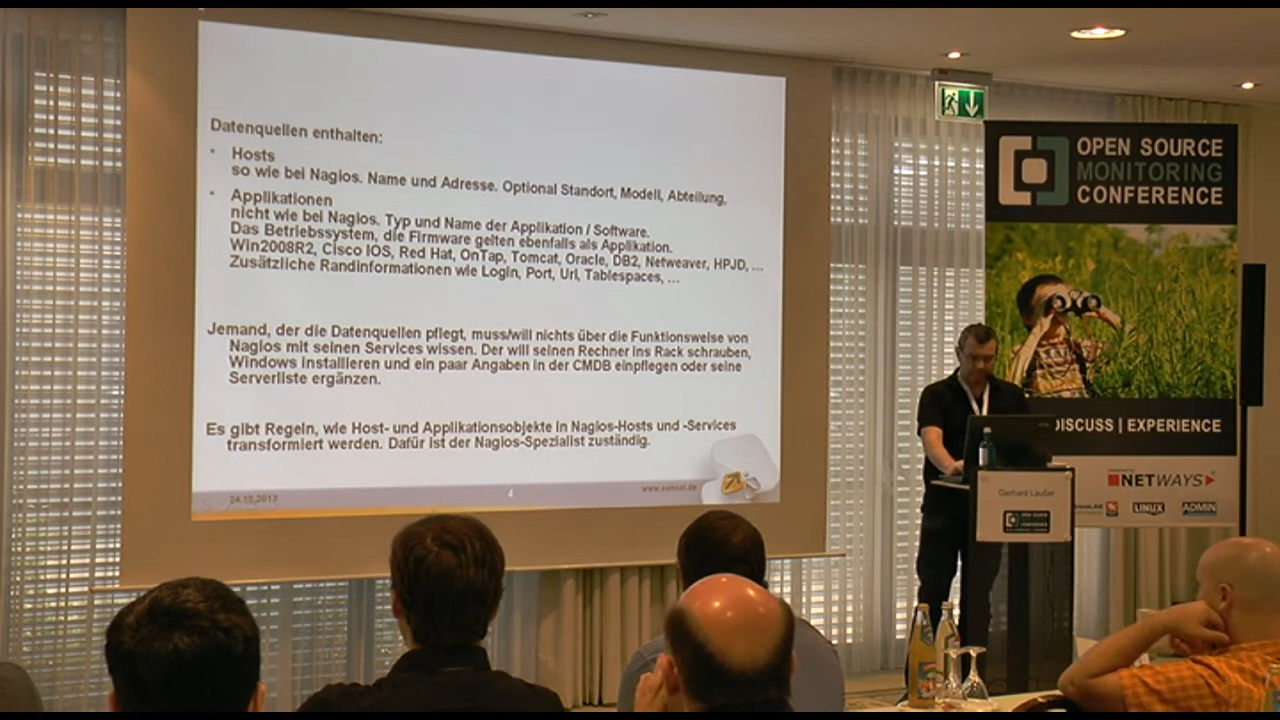 Datenquellen enthalten:
• Hosts
so wie bei Nagios. Name und Adresse. Optional Standort, Modell, Abteilung,
• Applikationen
nicht wie bei Nagios. Typ und Name der Applikation / Software.
Das Betriebssystem, die Firmware gelten ebenfalls als Applikation.
Win2008R2, Cisco IOS, Red Hat, OnTap, Tomcat, Oracle, DB2, Netweaver, HPJD, ...
Zusätzliche Randinformationen wie Login, Port, Url, Tablespaces, ...
Jemand, der die Datenquellen pflegt, muss/will nichts über die Funktionsweise von
Nagios mit seinen Services wissen. Der will seinen Rechner ins Rack schrauben,
Windows installieren und ein paar Angaben in der CMDB einpflegen oder seine
Serverliste ergänzen.
Es gibt Regeln, wie Host- und Applikationsobjekte in Nagios-Hosts und -Services
transformiert werden. Dafür ist der Nagios-Spezialist zuständig.
24.10.2013
4
www.consol.de
OPEN SOURCE
MONITORING
CONFERENCE
DISCUSS | EXPERIENCE
NETWAYS
LINUX
ADMIN
Gerhard Laußer
OPEN SOURCE
MONITORING
CONFERENCE